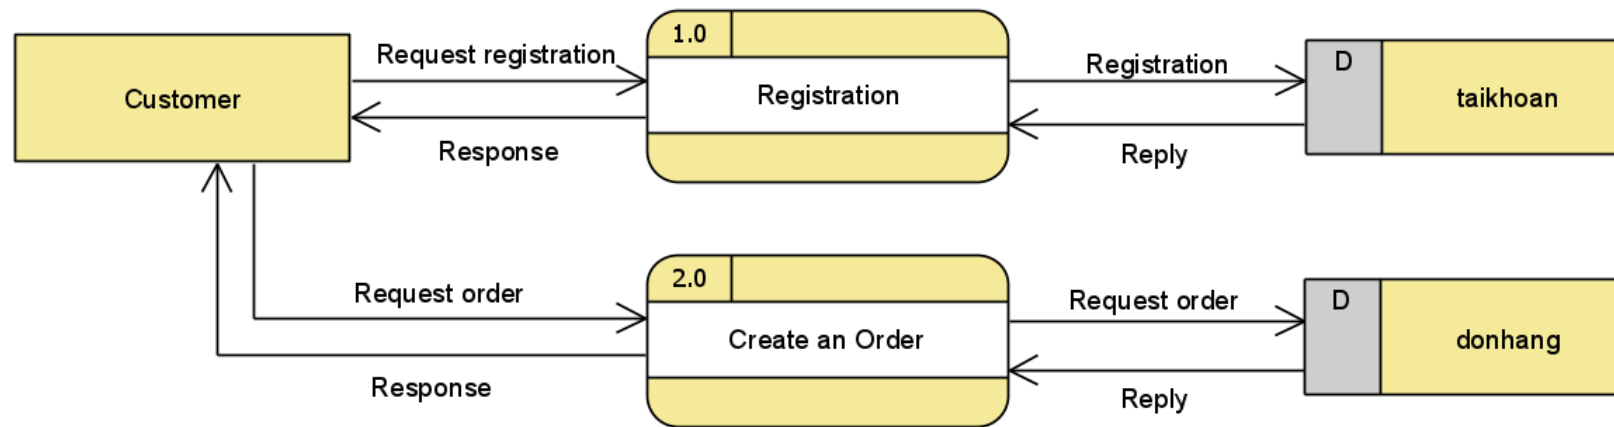 1.0
Request registration
Registration
D
Customer
Registration
taikhoan
Response
Reply
2.0
Request order
Request order
D
Create an Order
donhang
Response
Reply